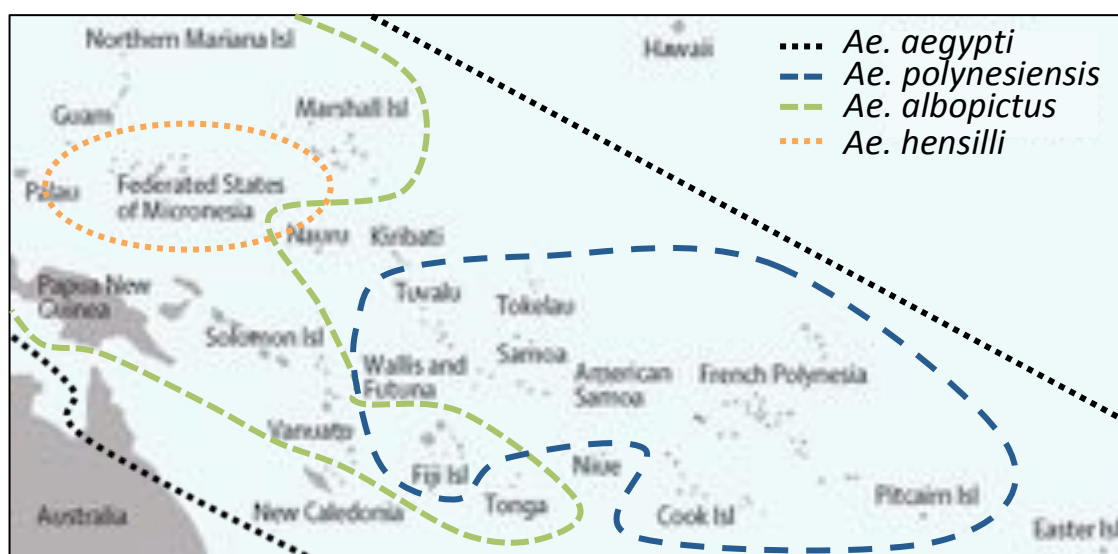 Northern Mariana Isl
Hawaii
Ae. aegypti
Ae. polynesiensis
Ae. albopictus
Ae. hensilli
Guam
Marshall Isl
Palau
Federated States
of Micronesia
Nauru
Kiribati
Papua New
Guinea
Tuvalu
Tokelau
Solomon Isl
Samoa
Wallis and
Futuna
American
Samoa
French Polynesia
Vanuatu
Fiji Isl
Niue
Tonga
Pitcairn Isl
Australia
New Caledonia
Cook Isl
Easter Isl